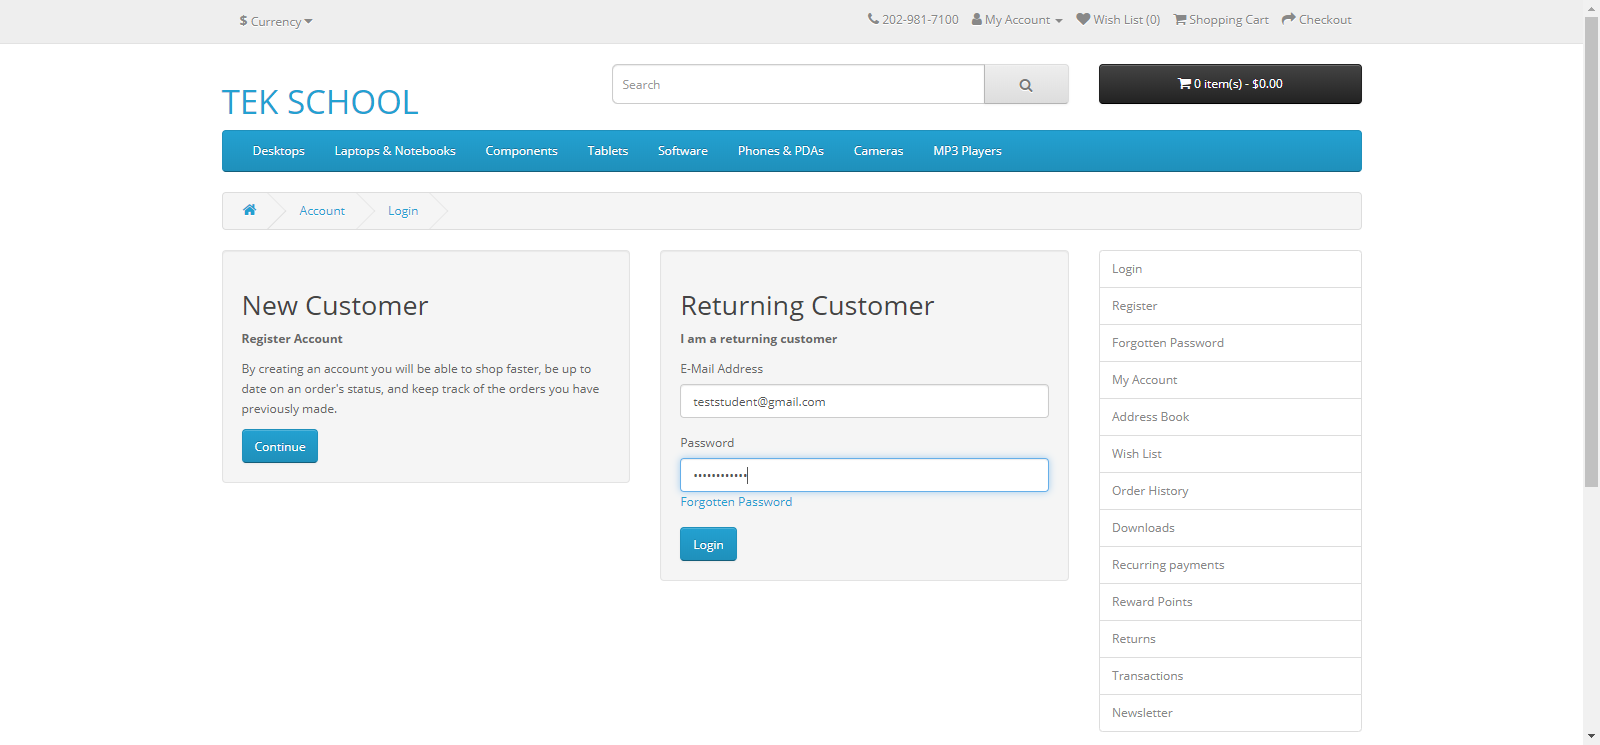 $ Currency
202-981-7100 My Account Wish List (0) Shopping Cart Checkout
TEK SCHOOL
Search
0 item(s) - $0.00
Desktops Laptops & Notebooks Components Tablets Software Phones & PDAs Cameras MP3 Players
Account Login
New Customer
Register Account
By creating an account you will be able to shop faster, be up to
date on an order's status, and keep track of the orders you have
previously made.
Continue
Returning Customer
I am a returning customer
E-Mail Address
teststudent@gmail.com
Password
••••••••••••
Forgotten Password
Login
Login
Register
Forgotten Password
My Account
Address Book
Wish List
Order History
Downloads
Recurring payments
Reward Points
Returns
Transactions
Newsletter